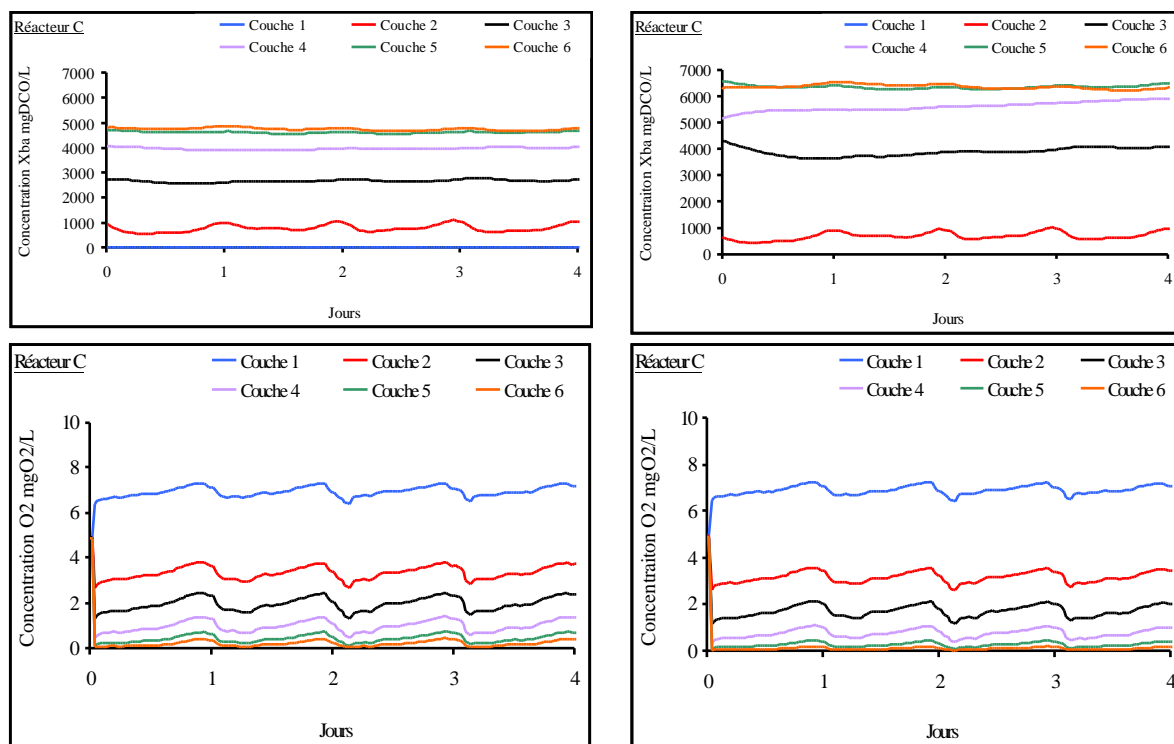 Réacteur C
Couche 1 Couche 2 Couche 3
Couche 4 Couche 5 Couche 6
Concentration Xba mgDCO/L
7000
6000
5000
4000
3000
2000
1000
0
0 1 2 3 4
Jours
Réacteur C
Couche 1 Couche 2 Couche 3
Couche 4 Couche 5 Couche 6
Concentraiton Xba mgDCO/L
7000
6000
5000
4000
3000
2000
1000
0
0 1 2 3 4
Jours
Réacteur C
Couche 1 Couche 2 Couche 3
Couche 4 Couche 5 Couche 6
Concentration O2 mgO2/L
10
8
6
4
2
0
0 1 2 3 4
Jours
Réacteur C
Couche 1 Couche 2 Couche 3
Couche 4 Couche 5 Couche 6
Concentraiton O2 mgO2/L
10
8
6
4
2
0
0 1 2 3 4
Jours